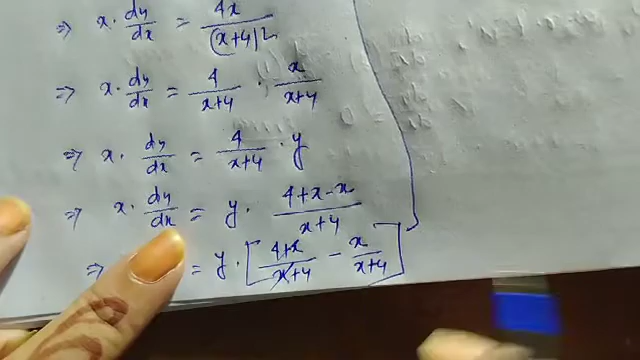 ⇒ x · dy/dx = 4x/(x+4)²
⇒ x · dy/dx = 4/x+4 · x/x+4
⇒ x · dy/dx = 4/x+4 · y
⇒ x · dy/dx = y · 4+x-x/x+4
⇒ = y · [4+x/x+4 - x/x+4]